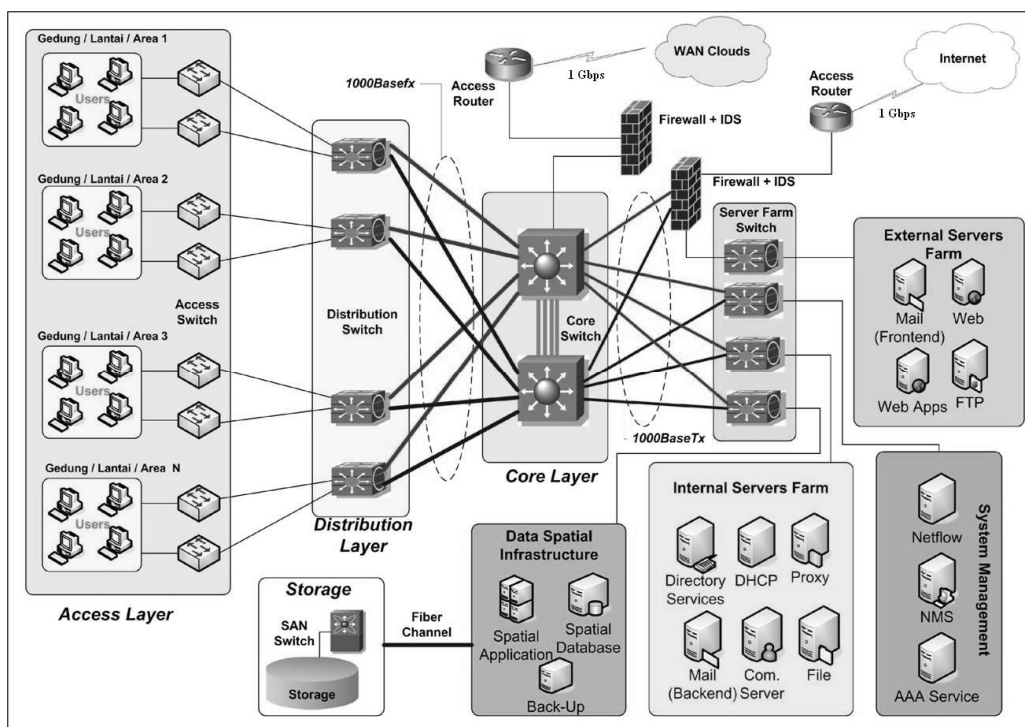 Gedung / Lantai / Area 1
Users
Gedung / Lantai / Area 2
Users
Access
Switch
Gedung / Lantai / Area 3
Users
Gedung / Lantai / Area N
Users
Access Layer
1000Basefx
Distribution
Switch
Distribution
Layer
Access
Router
1 Gbps
WAN Clouds
Internet
Access
Router
1 Gbps
Firewall + IDS
Firewall + IDS
Core
Switch
Core Layer
1000BaseTx
Server Farm
Switch
External Servers
Farm
Mail
(Frontend)
Web
Web Apps
FTP
Storage
SAN
Switch
Storage
Fiber
Channel
Data Spatial
Infrastructure
Spatial
Application
Spatial
Database
Back-Up
Internal Servers Farm
Directory
Services
DHCP
Proxy
Mail
(Backend)
Com.
Server
File
System Management
Netflow
NMS
AAA Service